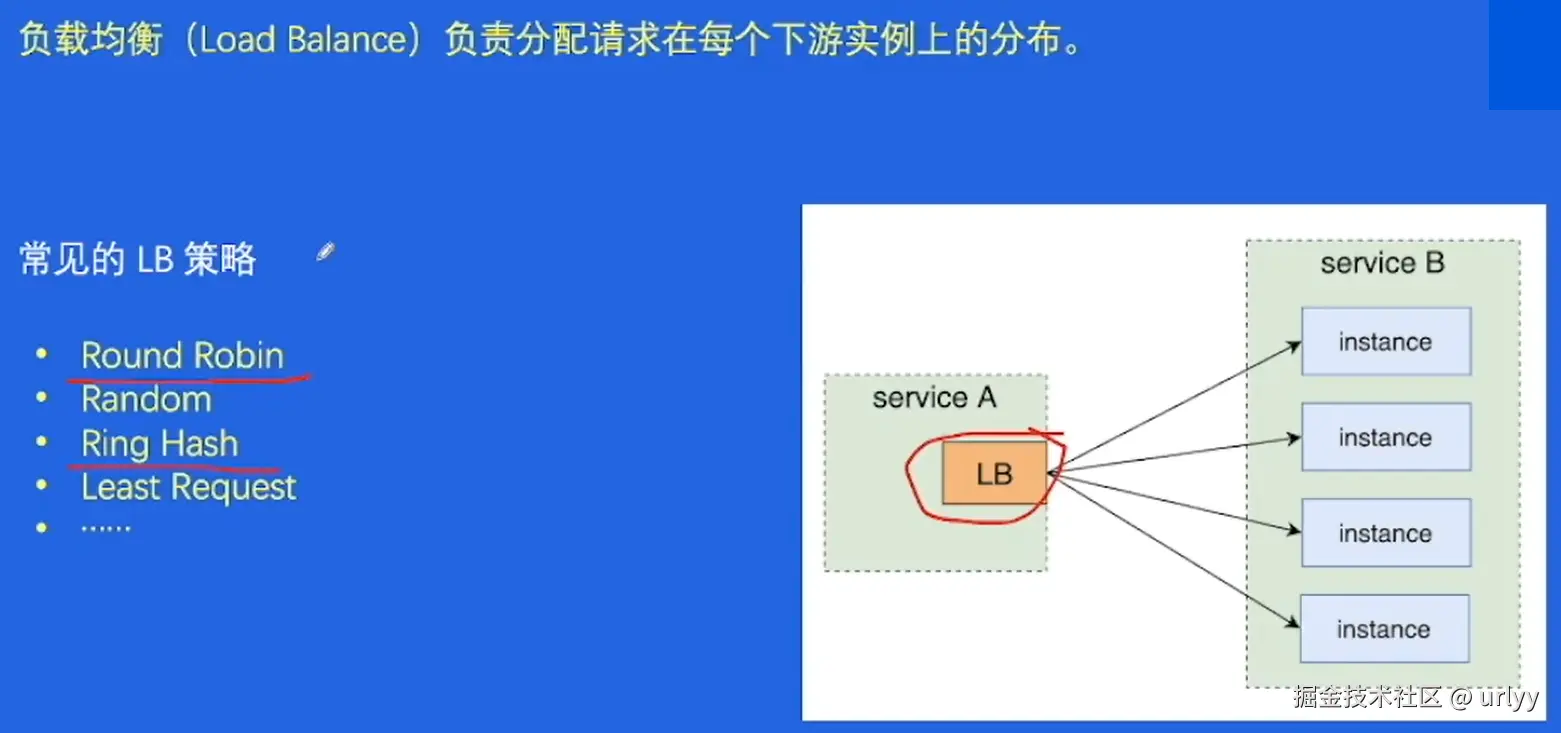 负载均衡（Load Balance）负责分配请求在每个下游实例上的分布。
常见的 LB 策略
• Round Robin
• Random
• Ring Hash
• Least Request
• ……
service A
LB
service B
instance
instance
instance
instance
掘金技术社区 @ urlyy